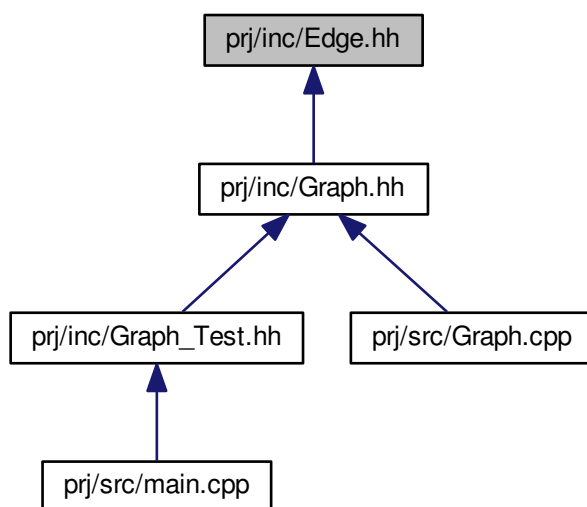 prj/inc/Edge.hh
prj/inc/Graph.hh
prj/inc/Graph_Test.hh
prj/src/Graph.cpp
prj/src/main.cpp